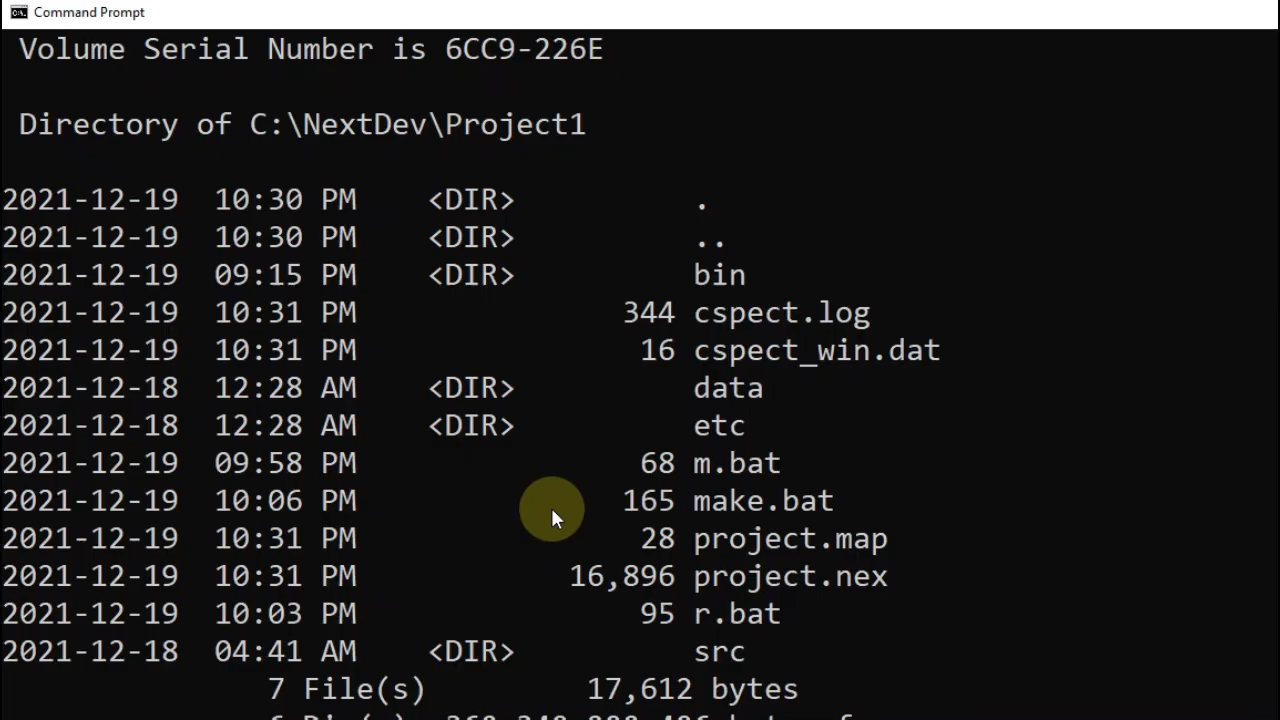 Command Prompt
Volume Serial Number is 6CC9-226E
Directory of C:\NextDev\Project1
2021-12-19 10:30 PM <DIR> .
2021-12-19 10:30 PM <DIR> ..
2021-12-19 09:15 PM <DIR> bin
2021-12-19 10:31 PM 344 cspect.log
2021-12-19 10:31 PM 16 cspect_win.dat
2021-12-18 12:28 AM <DIR> data
2021-12-18 12:28 AM <DIR> etc
2021-12-19 09:58 PM 68 m.bat
2021-12-19 10:06 PM 165 make.bat
2021-12-19 10:31 PM 28 project.map
2021-12-19 10:31 PM 16,896 project.nex
2021-12-19 10:03 PM 95 r.bat
2021-12-18 04:41 AM <DIR> src
7 File(s) 17,612 bytes